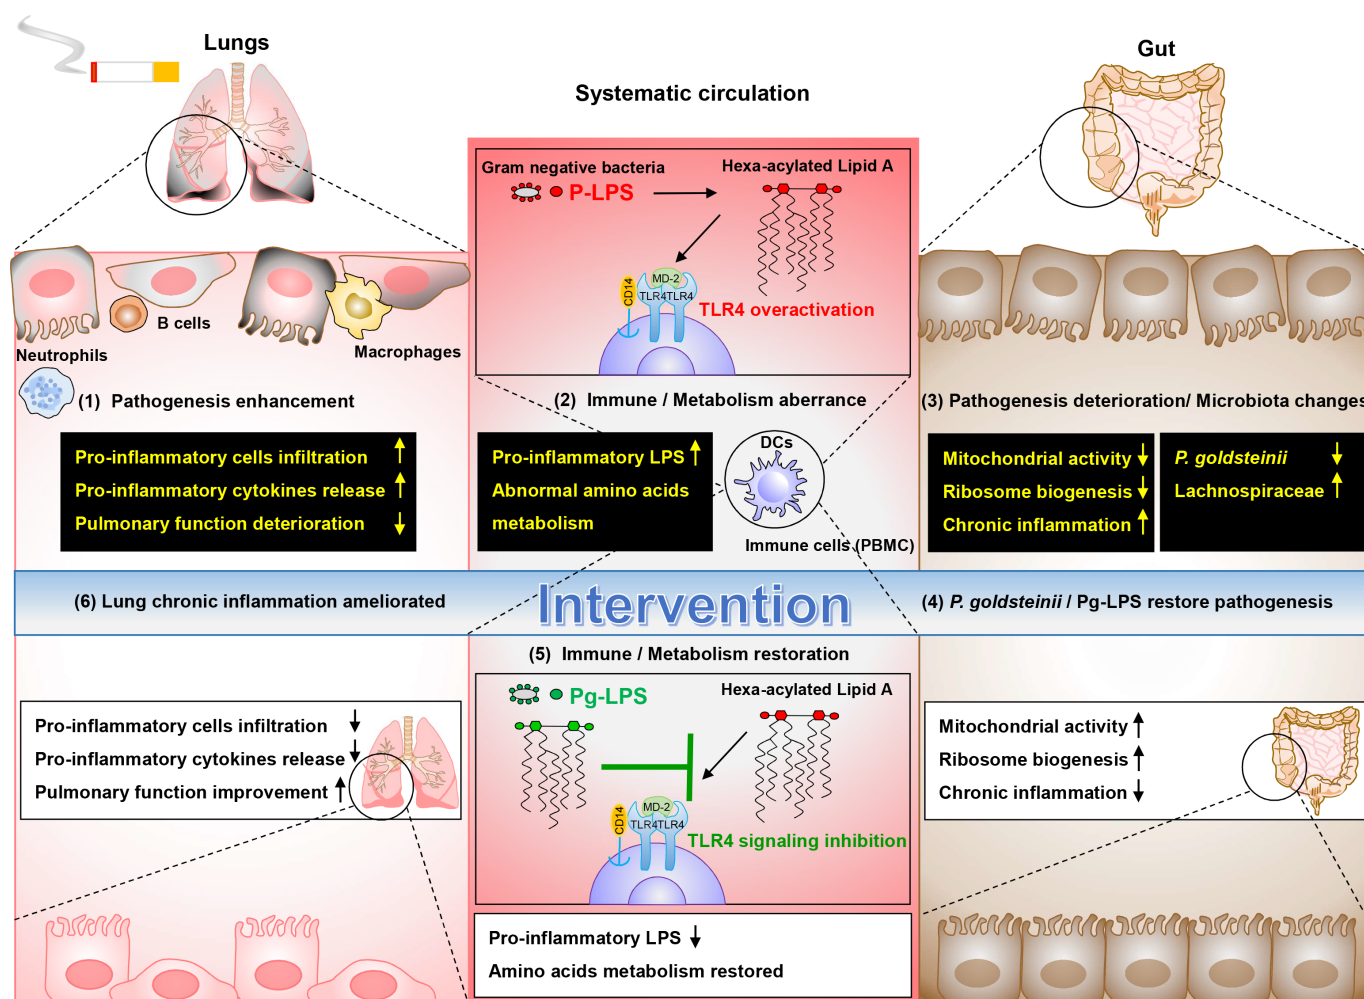 Lungs
Gut
Systematic circulation
Gram negative bacteria
Hexa-acylated Lipid A
P-LPS
MD-2
CD14
TLR4 TLR4
TLR4 overactivation
B cells
Neutrophils
Macrophages
(1) Pathogenesis enhancement
Pro-inflammatory cells infiltration ↑
Pro-inflammatory cytokines release ↑
Pulmonary function deterioration ↓
(2) Immune / Metabolism aberrance
Pro-inflammatory LPS ↑
Abnormal amino acids
metabolism
DCs
Immune cells (PBMC)
(3) Pathogenesis deterioration/ Microbiota changes
Mitochondrial activity ↓
Ribosome biogenesis ↓
Chronic inflammation ↑
P. goldsteinii ↓
Lachnospiraceae ↑
(6) Lung chronic inflammation ameliorated
Intervention
(4) P. goldsteinii / Pg-LPS restore pathogenesis
(5) Immune / Metabolism restoration
Pg-LPS
Hexa-acylated Lipid A
MD-2
CD14
TLR4 TLR4
TLR4 signaling inhibition
Pro-inflammatory LPS ↓
Amino acids metabolism restored
Pro-inflammatory cells infiltration ↓
Pro-inflammatory cytokines release ↓
Pulmonary function improvement ↑
Mitochondrial activity ↑
Ribosome biogenesis ↑
Chronic inflammation ↓